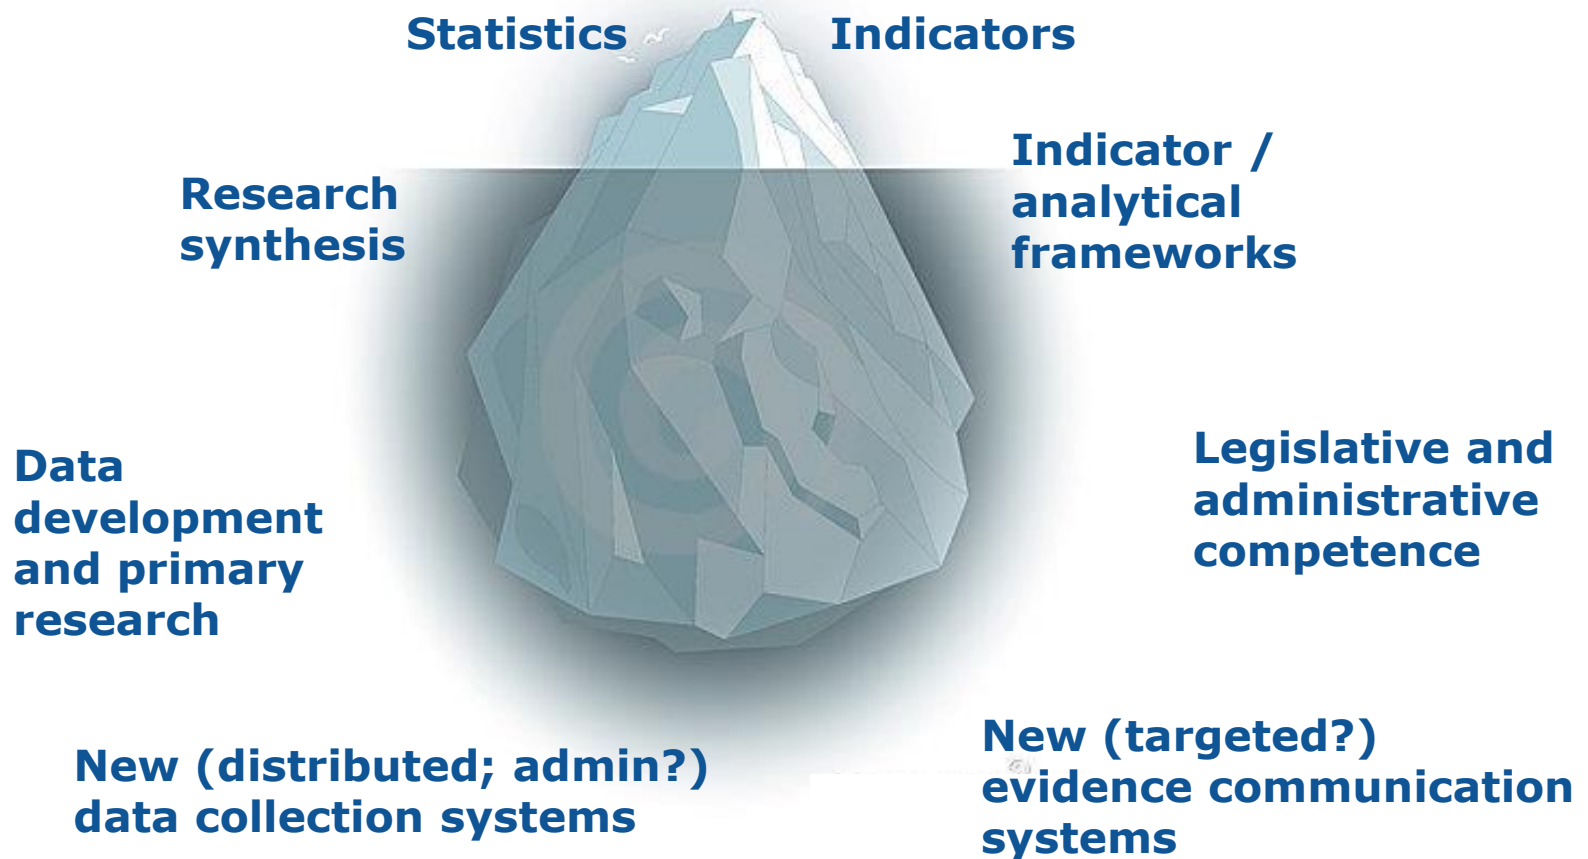 Statistics
Indicators
Indicator /
analytical
frameworks
Research
synthesis
Data
development
and primary
research
Legislative and
administrative
competence
New (distributed; admin?)
data collection systems
New (targeted?)
evidence communication
systems